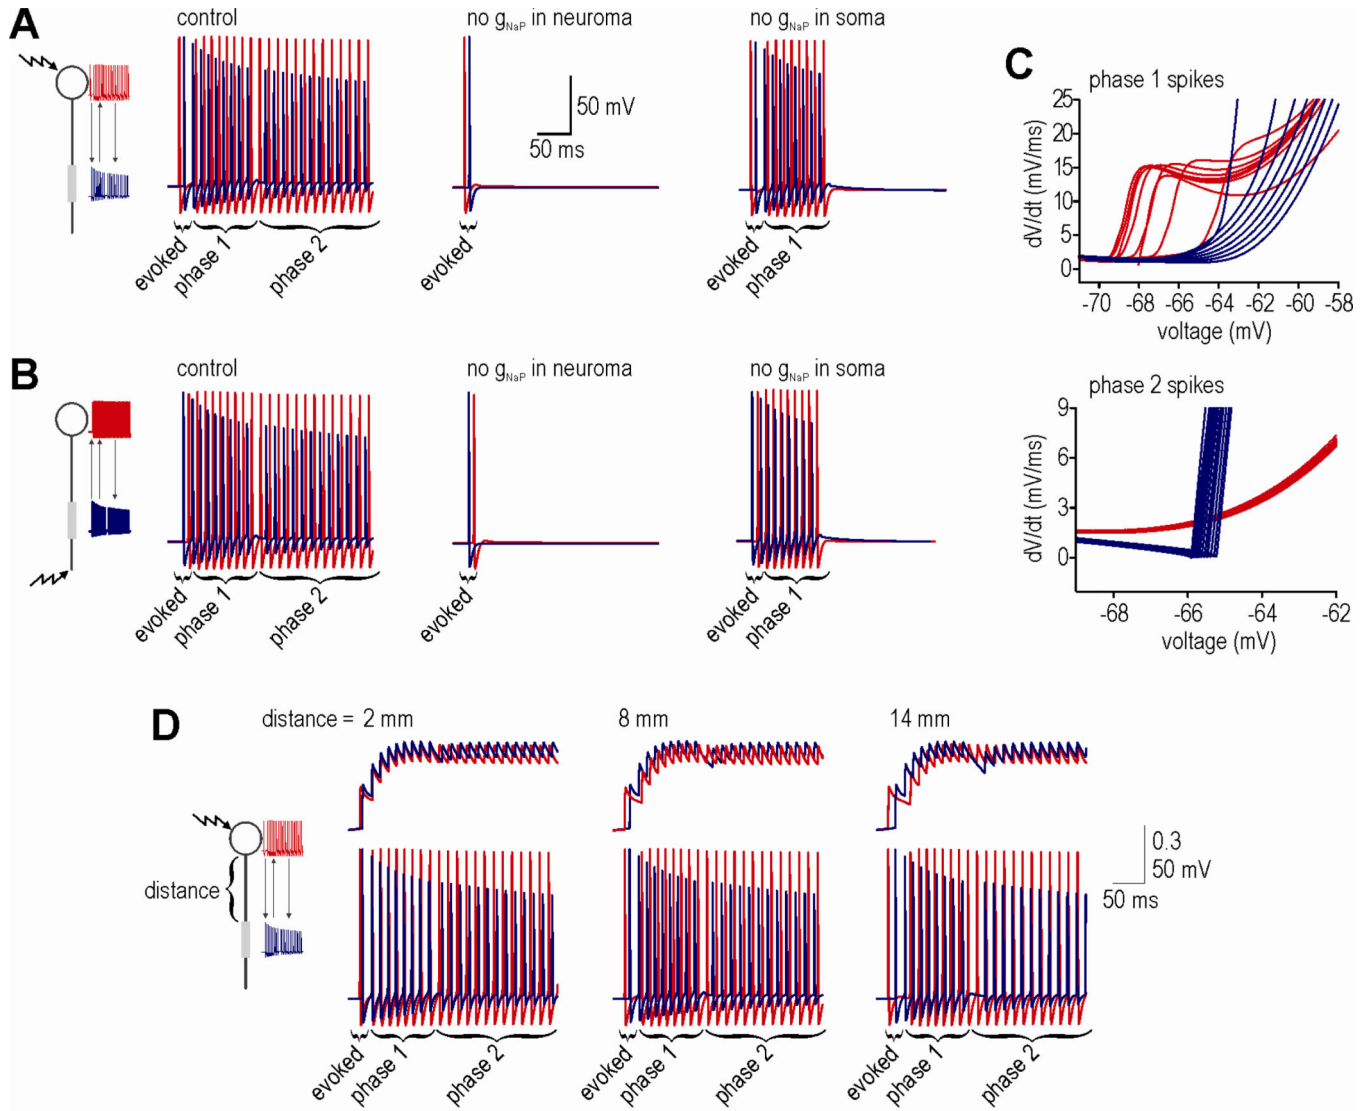 A
control
no gNaP in neuroma
no gNaP in soma
50 mV
50 ms
evoked
phase 1
phase 2
evoked
evoked
phase 1
C
phase 1 spikes
25
20
15
10
5
0
dV/dt (mV/ms)
-70 -68 -66 -64 -62 -60 -58
voltage (mV)
B
control
no gNaP in neuroma
no gNaP in soma
evoked
phase 1
phase 2
evoked
evoked
phase 1
phase 2 spikes
9
6
3
0
dV/dt (mV/ms)
-68 -66 -64 -62
voltage (mV)
D
distance = 2 mm
8 mm
14 mm
distance
0.3
50 mV
50 ms
evoked
phase 1
phase 2
evoked
phase 1
phase 2
evoked
phase 1
phase 2